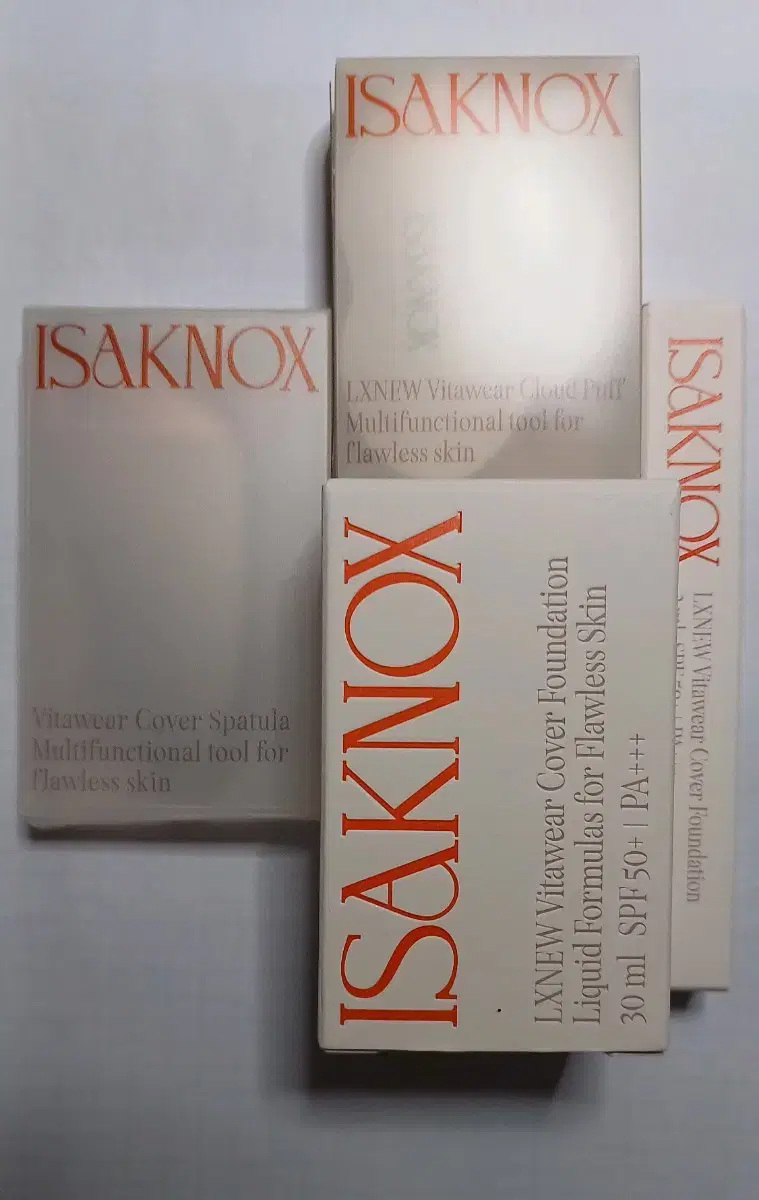 ISAKNOX
LXNEW Vitawear Cloud Puff
Multifunctional tool for
flawless skin
ISAKNOX
Vitawear Cover Spatula
Multifunctional tool for
flawless skin
ISAKNOX
LXNEW Vitawear Cover Foundation
Liquid Formulas for Flawless Skin
30 ml SPF 50+ | PA+++
ISAKNOX
LXNEW Vitawear Cover Foundation